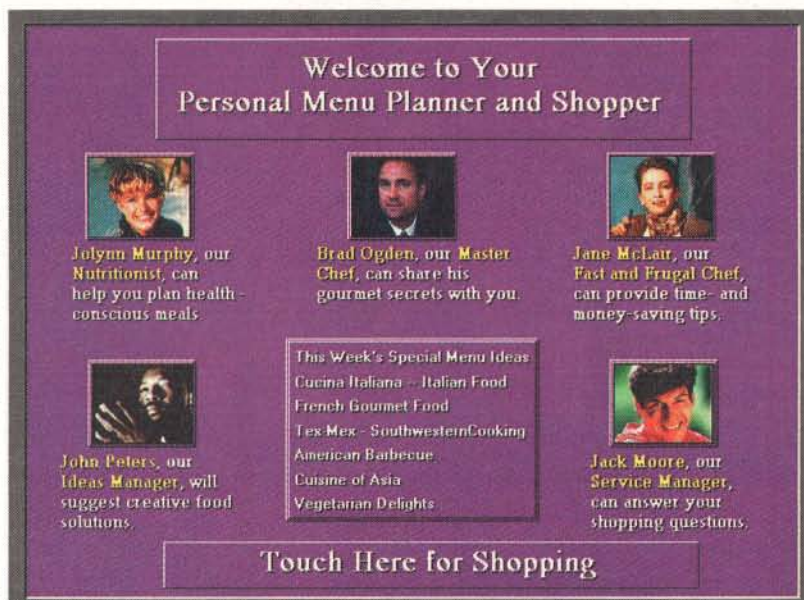 Welcome to Your
Personal Menu Planner and Shopper
Jolynn Murphy, our
Nutritionist, can
help you plan health-
conscious meals.
Brad Ogden, our Master
Chef, can share his
gourmet secrets with you.
Jane McLair, our
Fast and Frugal Chef,
can provide time- and
money-saving tips.
John Peters, our
Ideas Manager, will
suggest creative food
solutions.
This Week's Special Menu Ideas
Cucina Italiana -- Italian Food
French Gourmet Food
Tex-Mex - SouthwesternCooking
American Barbecue
Cuisine of Asia
Vegetarian Delights
Jack Moore, our
Service Manager,
can answer your
shopping questions.
Touch Here for Shopping